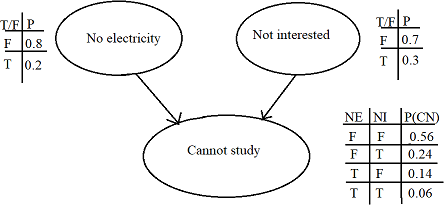 T/F P
F 0.8
T 0.2
No electricity
Not interested
T/F P
F 0.7
T 0.3
Cannot study
NE NI P(CN)
F F 0.56
F T 0.24
T F 0.14
T T 0.06